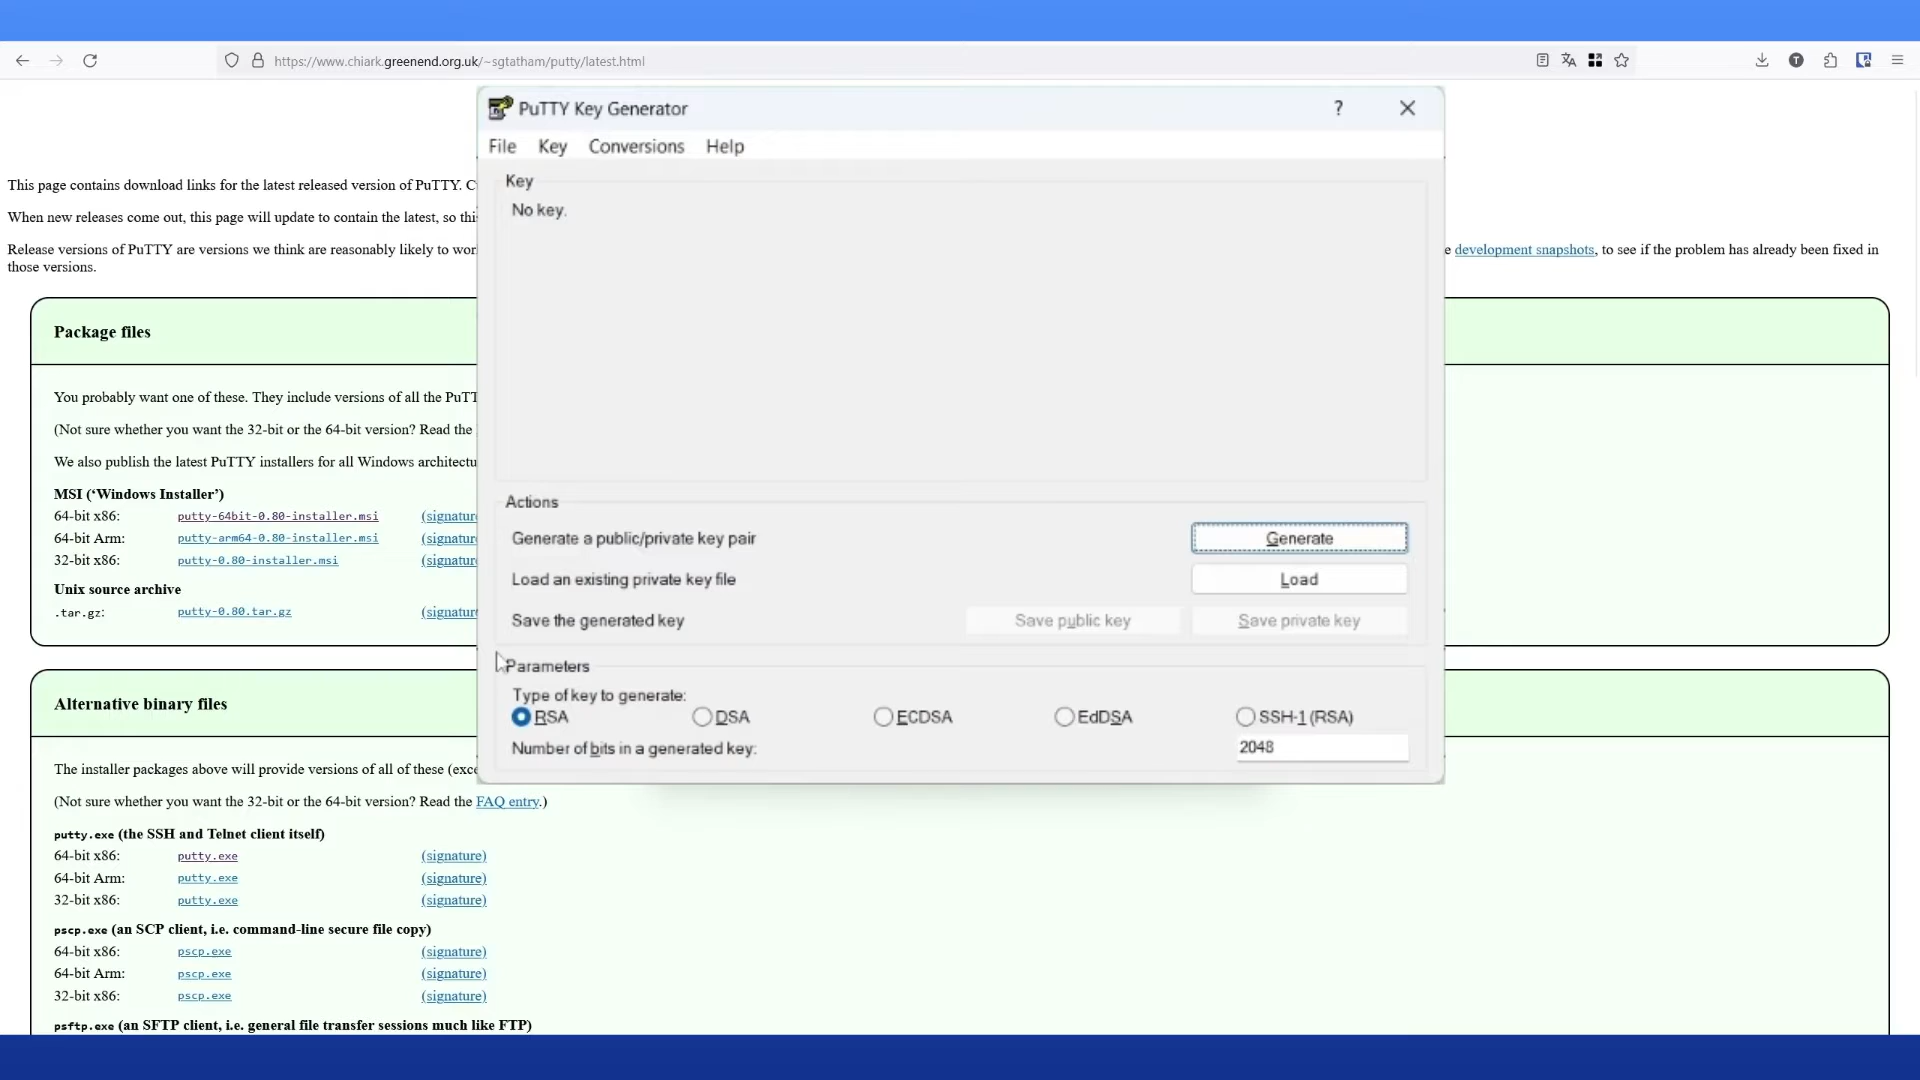 https://www.chiark.greenend.org.uk/~sgtatham/putty/latest.html
T
PuTTY Key Generator
?
File Key Conversions Help
Key
No key.
Actions
Generate a public/private key pair
Generate
Load an existing private key file
Load
Save the generated key
Save public key
Save private key
Parameters
Type of key to generate:
RSA DSA ECDSA EdDSA SSH-1 (RSA)
Number of bits in a generated key:
2048
This page contains download links for the latest released version of PuTTY.
When new releases come out, this page will update to contain the latest, so
Release versions of PuTTY are versions we think are reasonably likely to
development snapshots, to see if the problem has already been fixed in
those versions.
Package files
You probably want one of these. They include versions of all the
(Not sure whether you want the 32-bit or the 64-bit version? Read the
We also publish the latest PuTTY installers for all Windows
MSI (‘Windows Installer’)
64-bit x86: putty-64bit-0.80-installer.msi (signature
64-bit Arm: putty-arm64-0.80-installer.msi (signature
32-bit x86: putty-0.80-installer.msi (signature
Unix source archive
.tar.gz: putty-0.80.tar.gz (signature
Alternative binary files
The installer packages above will provide versions of all of these
(Not sure whether you want the 32-bit or the 64-bit version? Read the FAQ entry.)
putty.exe (the SSH and Telnet client itself)
64-bit x86: putty.exe (signature)
64-bit Arm: putty.exe (signature)
32-bit x86: putty.exe (signature)
pscp.exe (an SCP client, i.e. command-line secure file copy)
64-bit x86: pscp.exe (signature)
64-bit Arm: pscp.exe (signature)
32-bit x86: pscp.exe (signature)
psftp.exe (an SFTP client, i.e. general file transfer sessions much like FTP)